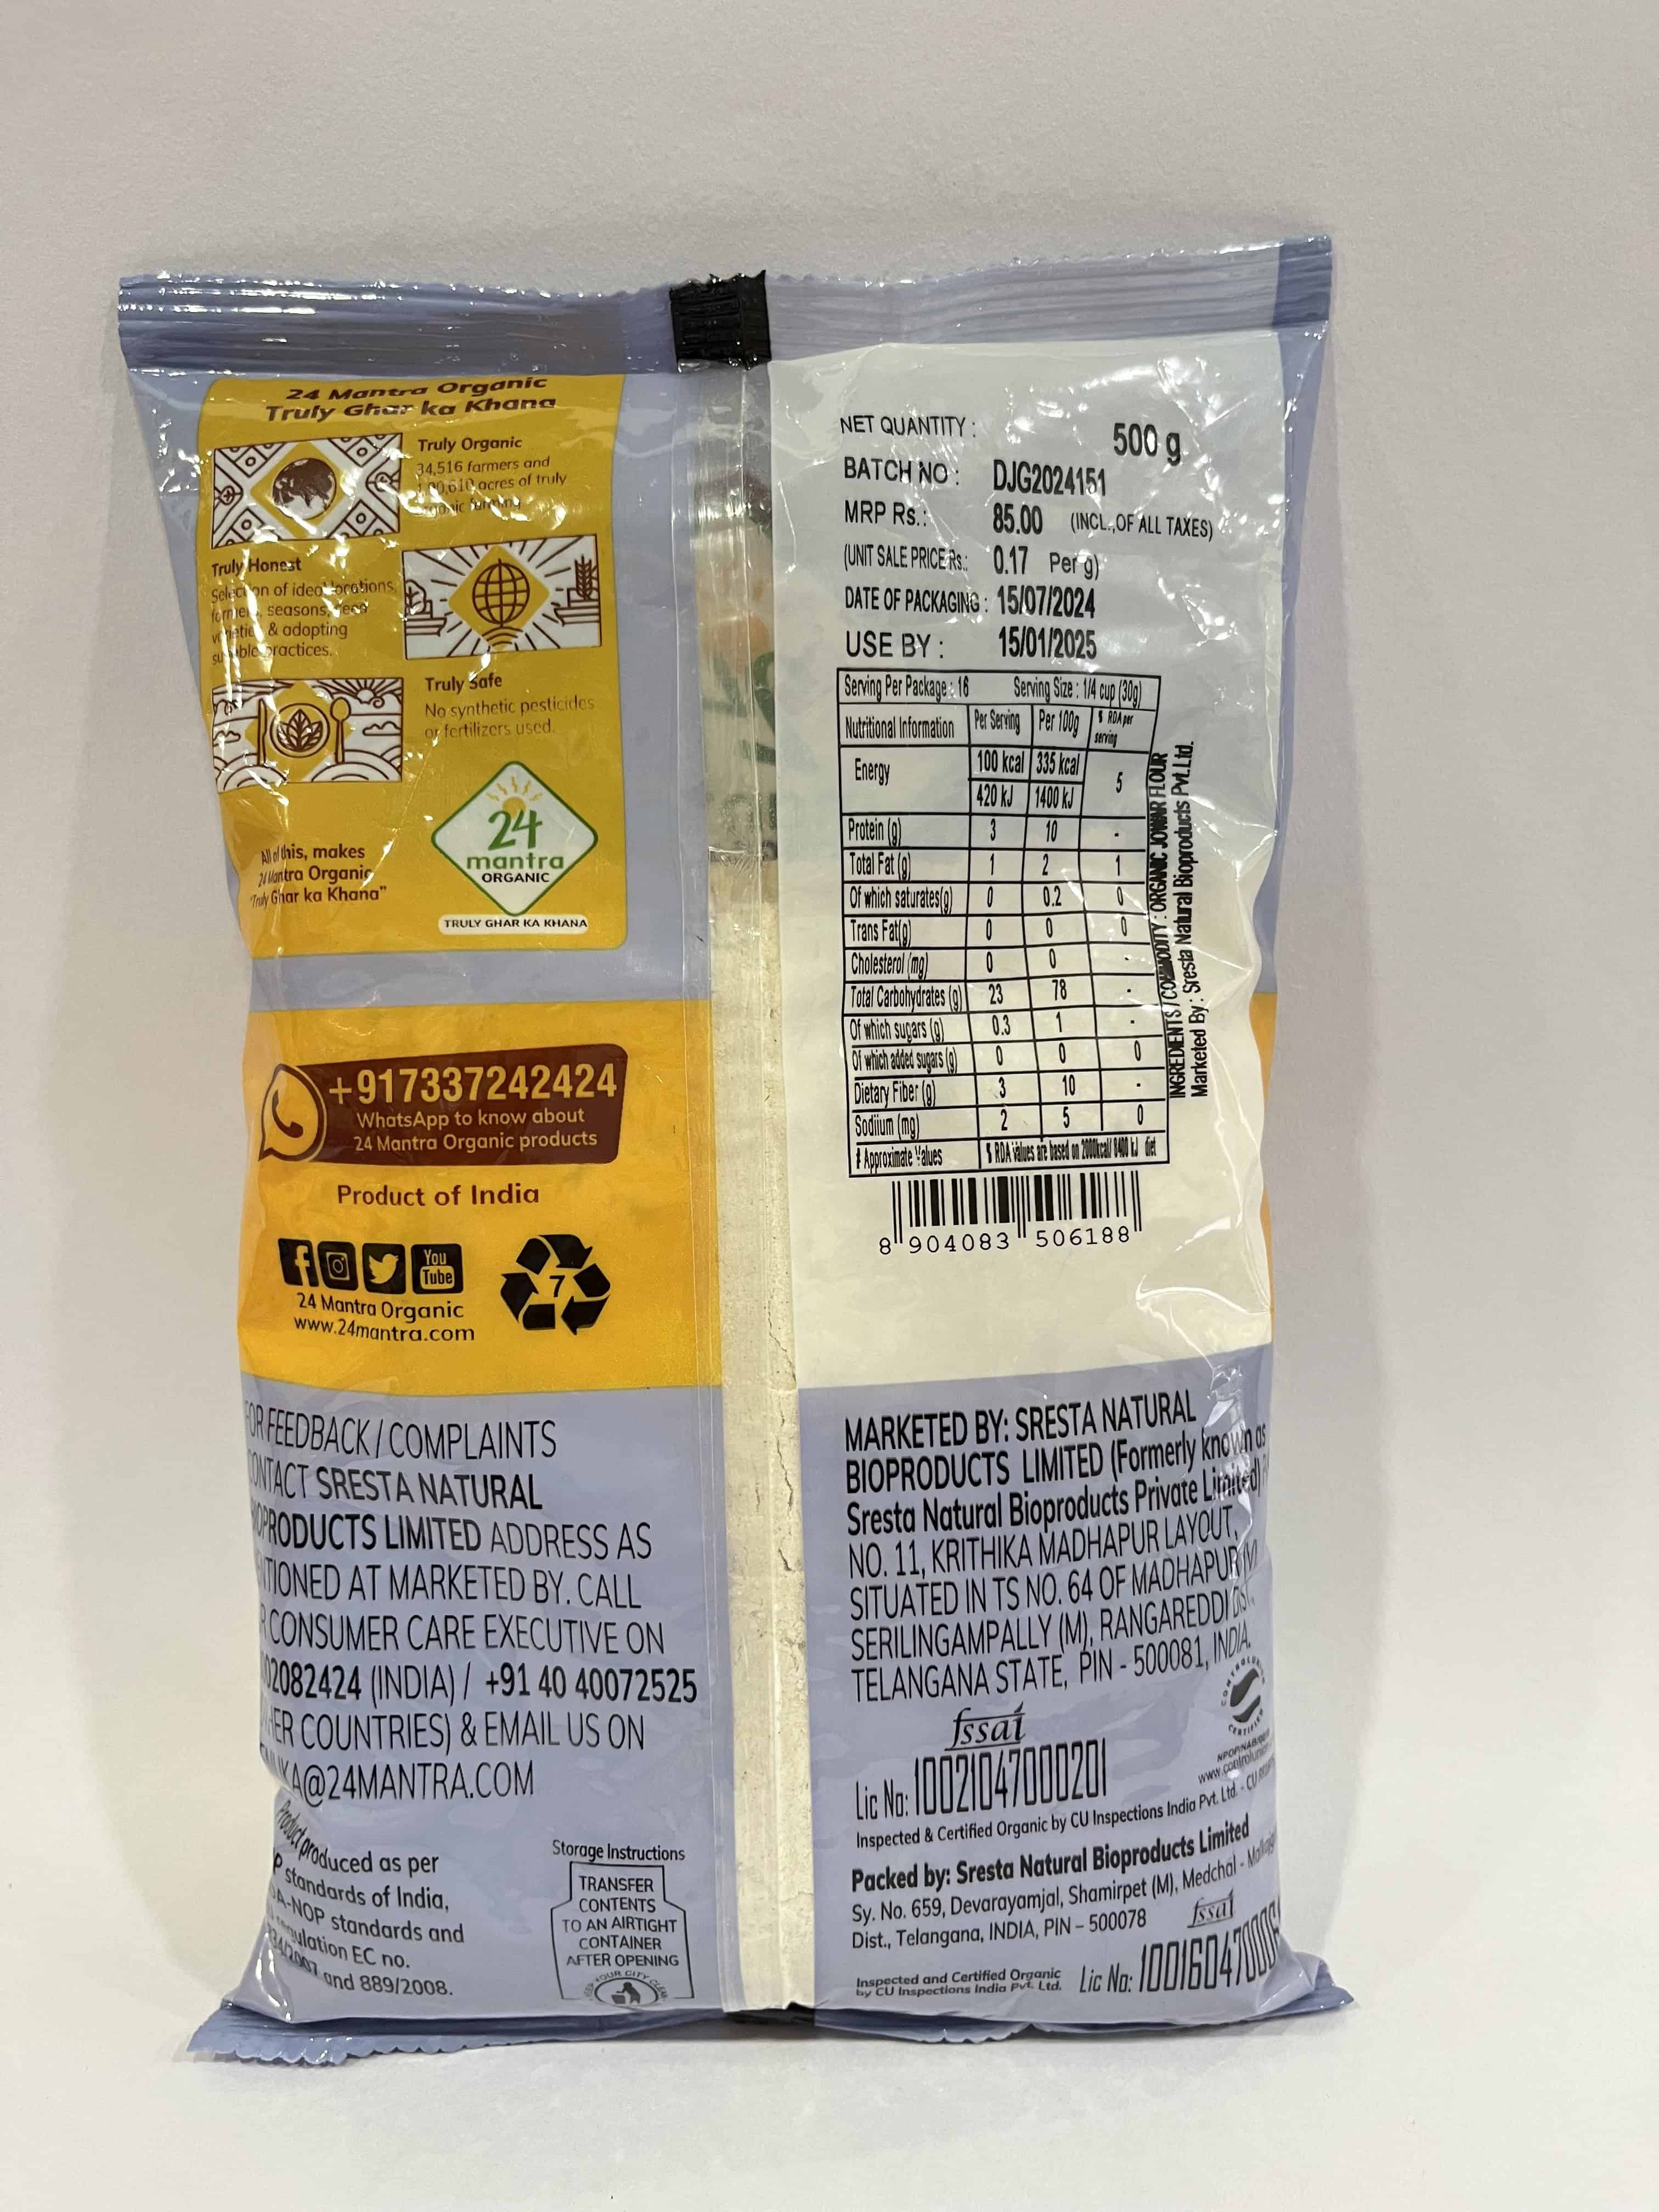 24 Mantra Organic
Truly Ghar ka Khana
Truly Organic
34,516 farmers and
acres of truly
farming
Truly Honest
Selection of ideal locations,
seasons,
& adopting
practices.
Truly Safe
No synthetic pesticides
or fertilizers used.
24
mantra
ORGANIC
TRULY GHAR KA KHANA
All of this, makes
24 Mantra Organic
"Truly Ghar ka Khana"
+917337242424
WhatsApp to know about
24 Mantra Organic products
Product of India
You
Tube
7
24 Mantra Organic
www.24mantra.com
FEEDBACK / COMPLAINTS
SRESTA NATURAL
LIMITED ADDRESS AS
AT MARKETED BY. CALL
CONSUMER CARE EXECUTIVE ON
02082424 (INDIA) / +91 40 40072525
COUNTRIES) & EMAIL US ON
KA@24MANTRA.COM
Product produced as per
standards of India,
A-NOP standards and
EC no.
and 889/2008.
Storage Instructions
TRANSFER
CONTENTS
TO AN AIRTIGHT
CONTAINER
AFTER OPENING
NET QUANTITY : 500 g
BATCH NO : DJG2024151
MRP Rs.: 85.00 (INCL.,OF ALL TAXES)
(UNIT SALE PRICE Rs.: 0.17 Per g)
DATE OF PACKAGING : 15/07/2024
USE BY : 15/01/2025
Serving Per Package : 16 Serving Size : 1/4 cup (30g)
Nutritional Information Per Serving Per 100g % RDA per serving
Energy 100 kcal 335 kcal 5
420 kJ 1400 kJ
Protein (g) 3 10 -
Total Fat (g) 1 2 1
Of which saturates(g) 0 0.2 0
Trans Fat(g) 0 0 0
Cholesterol (mg) 0 0 -
Total Carbohydrates (g) 23 78 -
Of which sugars (g) 0.3 1 -
Of which added sugars (g) 0 0 0
Dietary Fiber (g) 3 10 -
Sodiium (mg) 2 5 0
# Approximate Values % RDA values are based on 2000kcal/ 8400 kJ diet
INGREDIENTS / COMMODITY : ORGANIC JOWAR FLOUR
Marketed By : Sresta Natural Bioproducts Pvt.Ltd.
8 904083 506188
MARKETED BY: SRESTA NATURAL
BIOPRODUCTS LIMITED (Formerly known as
Sresta Natural Bioproducts Private Limited)
NO. 11, KRITHIKA MADHAPUR LAYOUT,
SITUATED IN TS NO. 64 OF MADHAPUR
SERILINGAMPALLY (M), RANGAREDDI DIST.,
TELANGANA STATE, PIN - 500081, INDIA.
fssai
Lic No: 10021047000201
Inspected & Certified Organic by CU Inspections India Pvt. Ltd. - CU
Packed by: Sresta Natural Bioproducts Limited
Sy. No. 659, Devarayamjal, Shamirpet (M), Medchal -
Dist., Telangana, INDIA, PIN – 500078
fssai
Inspected and Certified Organic
by CU Inspections India Pvt. Ltd.
Lic No: